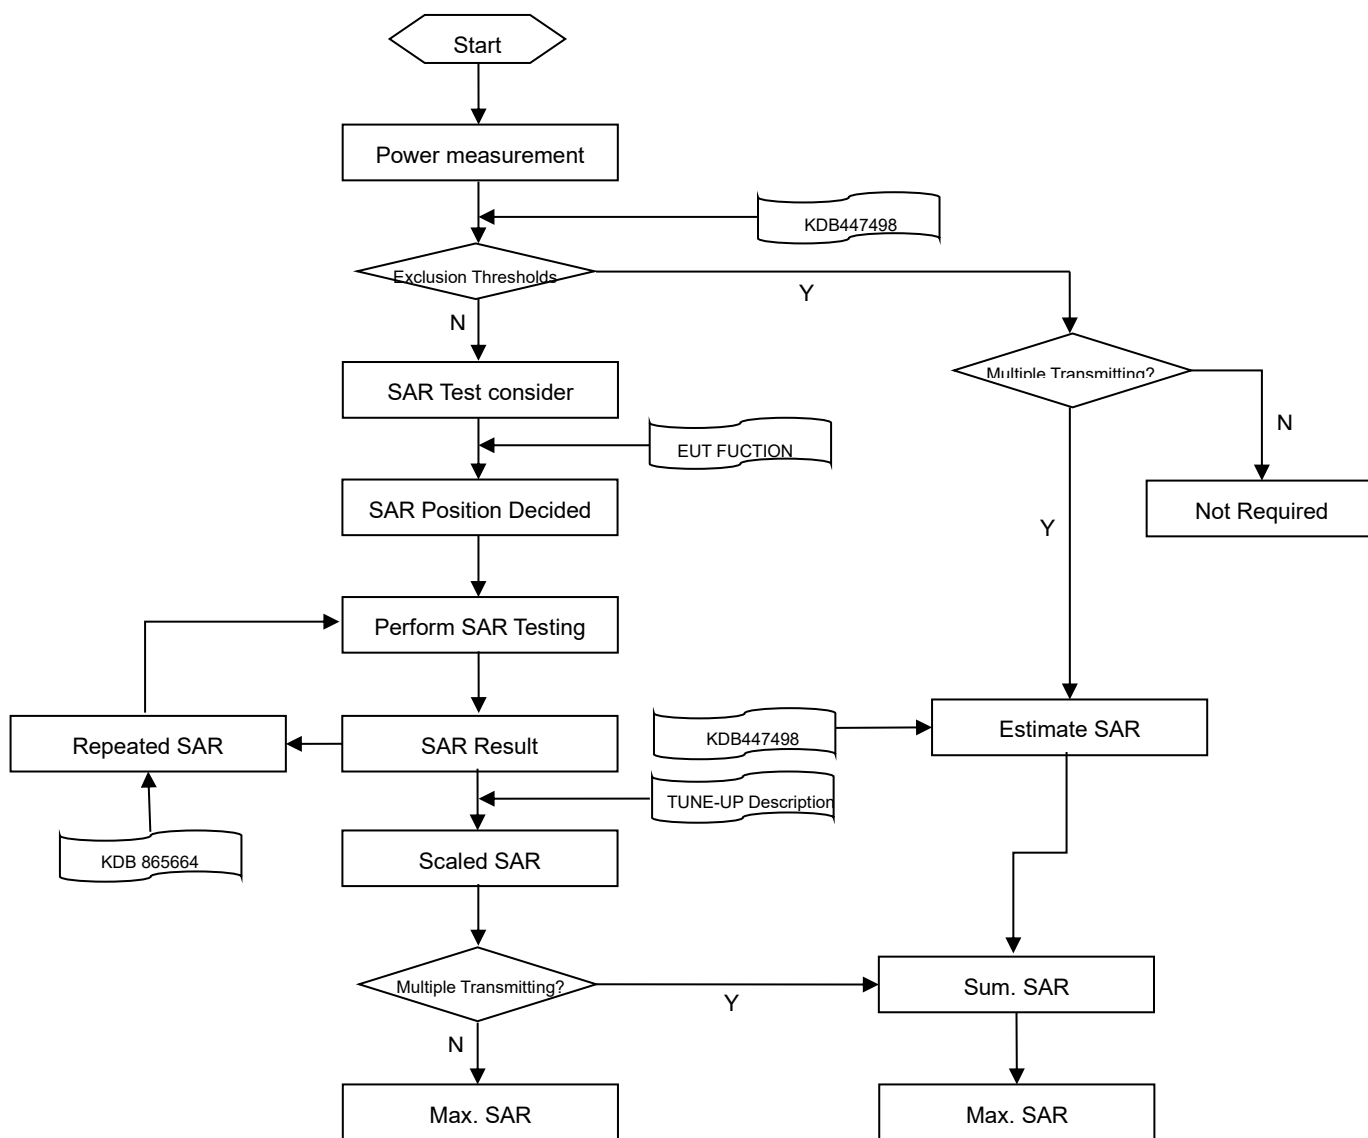 Start
Power measurement
KDB447498
Exclusion Thresholds
Y
N
Multiple Transmitting?
SAR Test consider
N
EUT FUCTION
SAR Position Decided
Not Required
Y
Perform SAR Testing
Repeated SAR
SAR Result
KDB447498
Estimate SAR
TUNE-UP Description
KDB 865664
Scaled SAR
Multiple Transmitting?
Y
Sum. SAR
N
Max. SAR
Max. SAR